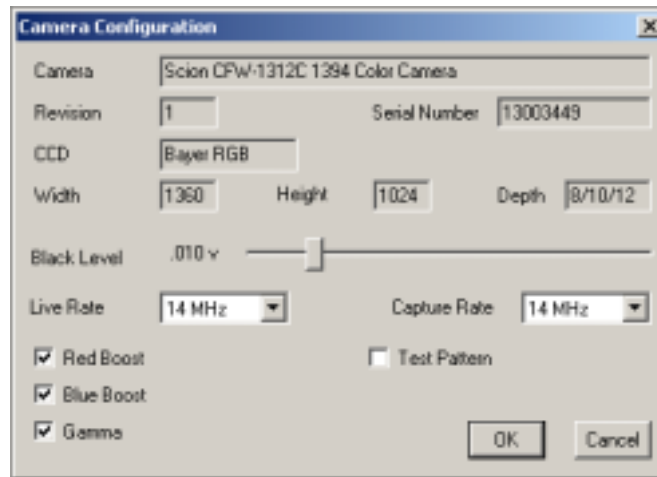 Camera Configuration
Camera Scion CFW-1312C 1394 Color Camera
Revision 1 Serial Number 13003449
CCD Bayer RGB
Width 1360 Height 1024 Depth 8/10/12
Black Level .010 v
Live Rate 14 MHz Capture Rate 14 MHz
Red Boost Test Pattern
Blue Boost
Gamma OK Cancel